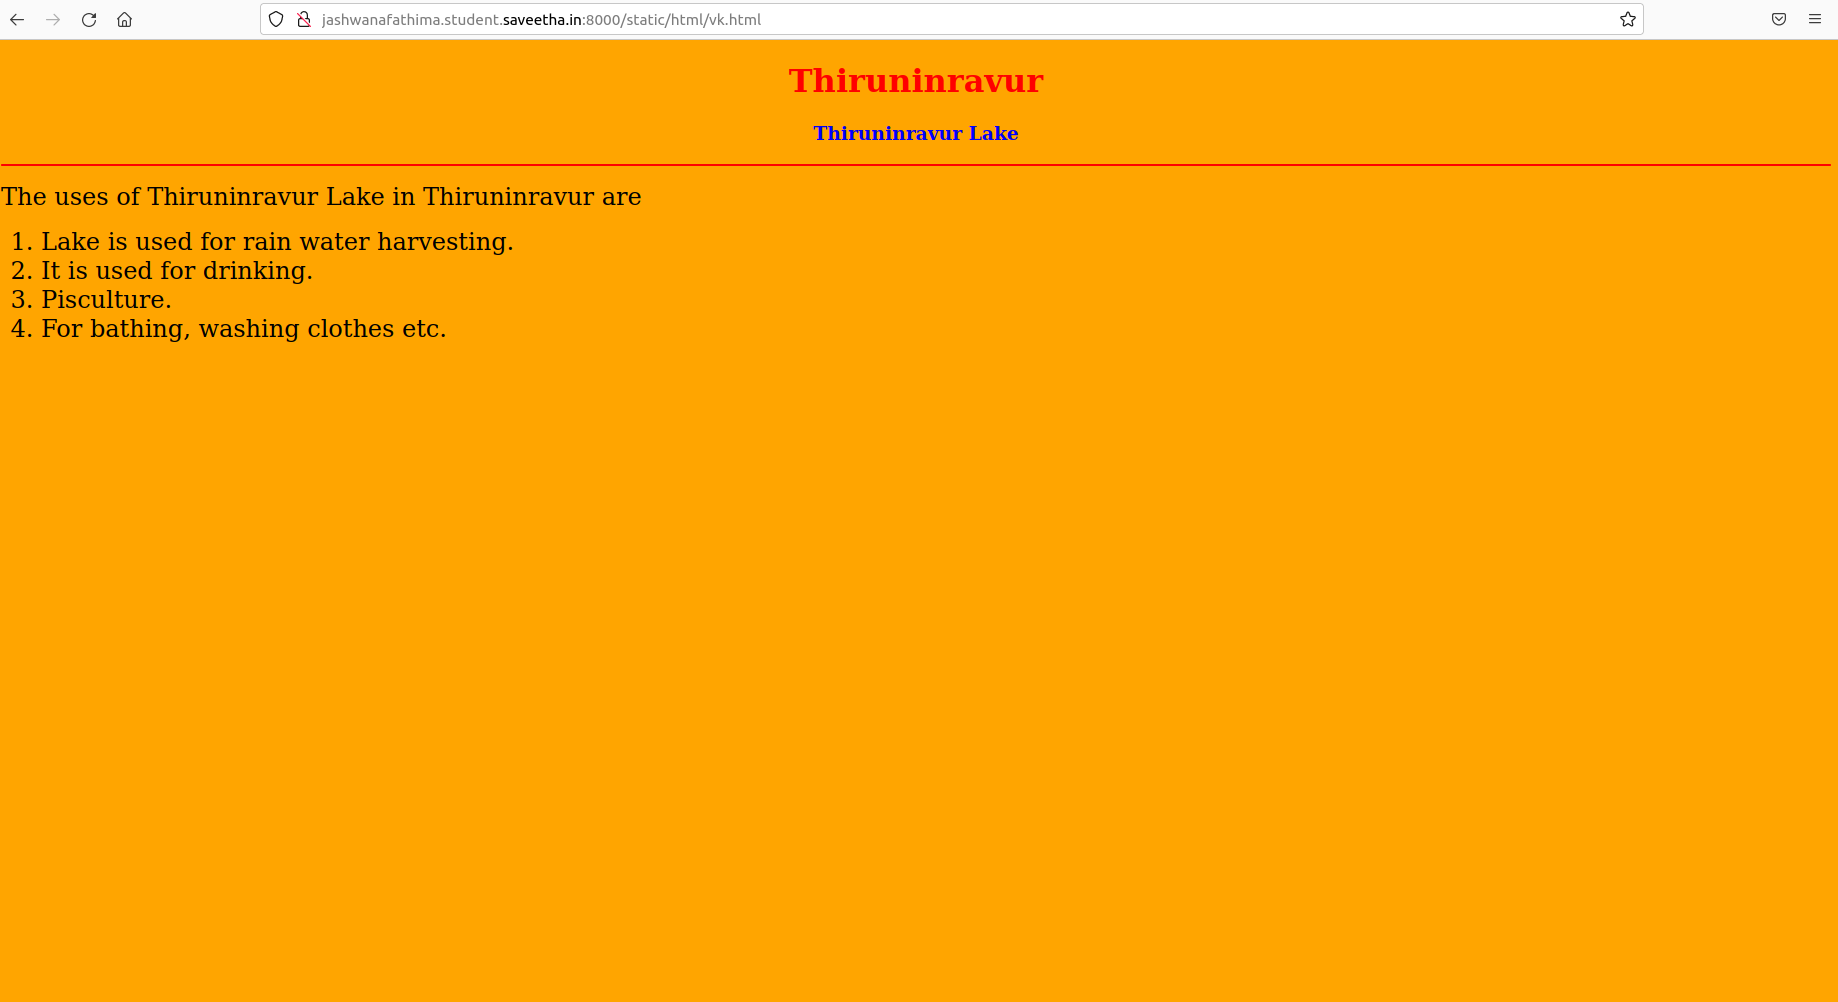 jashwanafathima.student.saveetha.in:8000/static/html/vk.html
Thiruninravur
Thiruninravur Lake
The uses of Thiruninravur Lake in Thiruninravur are
1. Lake is used for rain water harvesting.
2. It is used for drinking.
3. Pisculture.
4. For bathing, washing clothes etc.